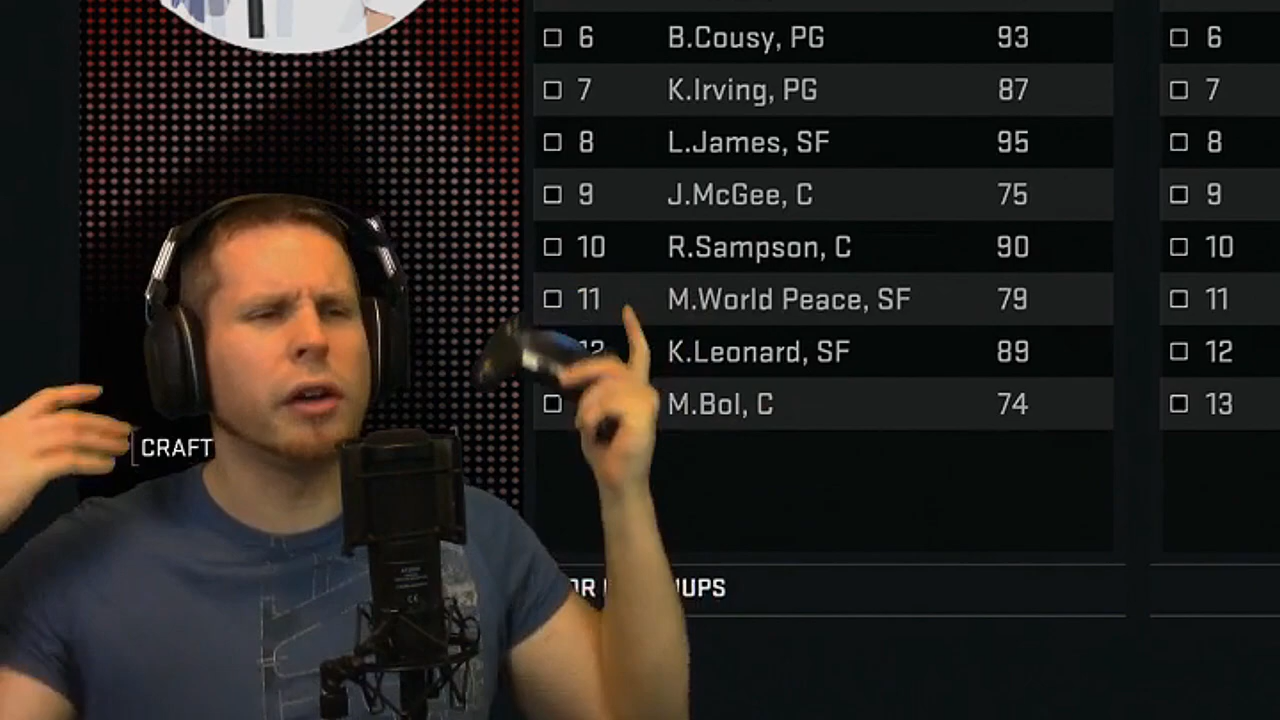 6 B.Cousy, PG 93 6
7 K.Irving, PG 87 7
8 L.James, SF 95 8
9 J.McGee, C 75 9
10 R.Sampson, C 90 10
11 M.World Peace, SF 79 11
12 K.Leonard, SF 89 12
M.Bol, C 74 13
CRAFT
UPS